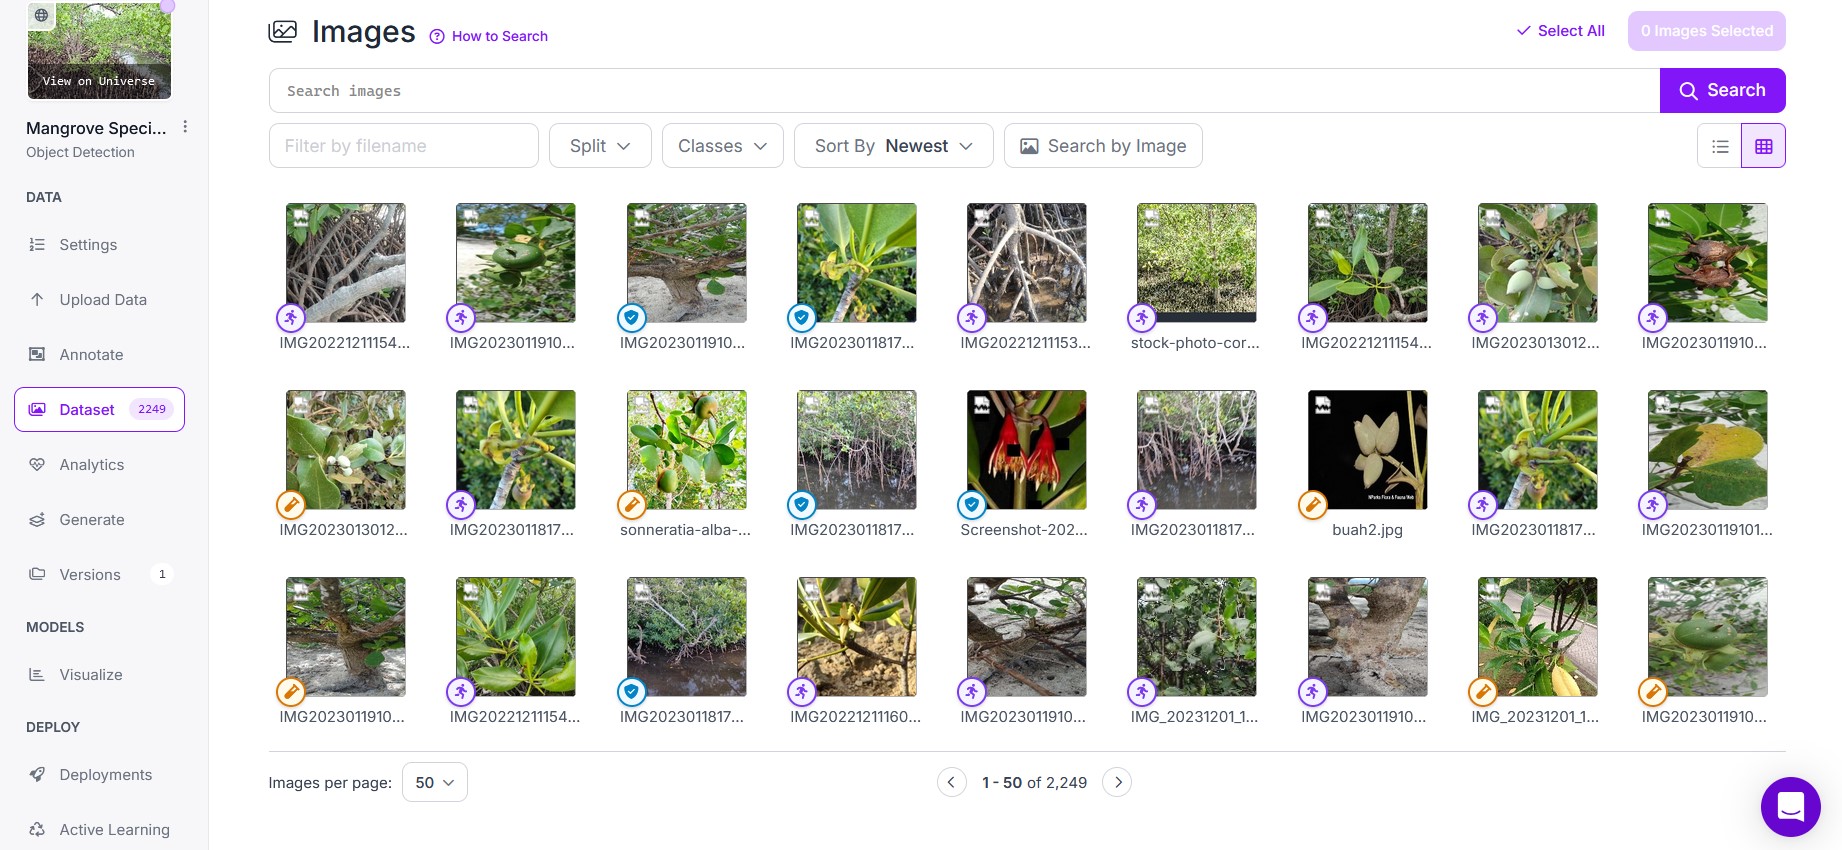 View on Universe
Mangrove Speci...
Object Detection
DATA
Settings
Upload Data
Annotate
Dataset 2249
Analytics
Generate
Versions 1
MODELS
Visualize
DEPLOY
Deployments
Active Learning
Images
How to Search
Select All
0 Images Selected
Search images
Search
Filter by filename
Split
Classes
Sort By Newest
Search by Image
IMG20221211154...
IMG2023011910...
IMG2023011910...
IMG2023011817...
IMG20221211153...
stock-photo-cor...
IMG20221211154...
IMG2023013012...
IMG2023011910...
IMG2023013012...
IMG2023011817...
sonneratia-alba-...
IMG2023011817...
Screenshot-202...
IMG2023011817...
NParks Flora & Fauna Web
buah2.jpg
IMG2023011817...
IMG20230119101...
IMG2023011910...
IMG20221211154...
IMG2023011817...
IMG20221211160...
IMG2023011910...
IMG_20231201_1...
IMG2023011910...
IMG_20231201_1...
IMG2023011910...
Images per page: 50
1 - 50 of 2,249